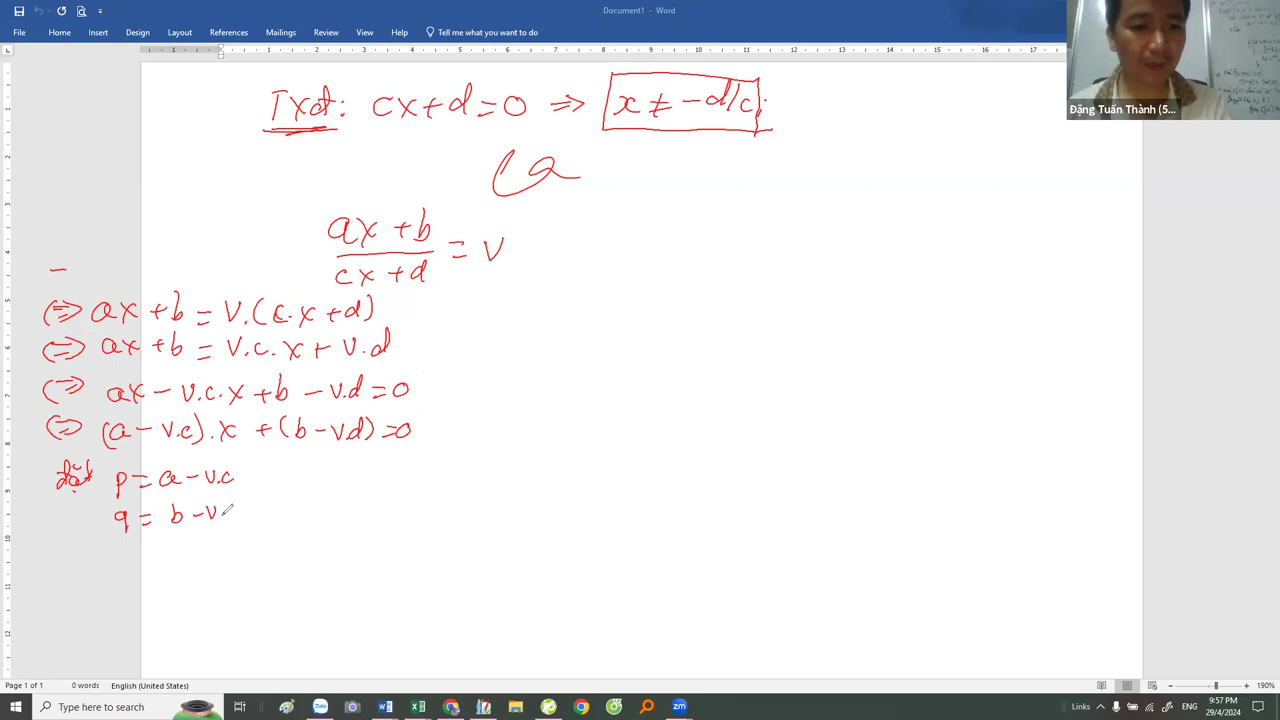 Document1 - Word
File Home Insert Design Layout References Mailings Review View Help Tell me what you want to do
Đặng Tuấn Thành (5...
Txđ: cx+d=0 => x ≠ -d/c.
(a
ax+b
cx+d = v
(=> ax+b = v.(c.x+d)
<=> ax+b = v.c.x+ v.d
(=> ax - v.c.x +b - v.d =0
(=> (a - v.c).x +(b - v.d)=0
đặt p = a - v.c
q = b - v
Page 1 of 1 0 words English (United States) 190%
Type here to search Links 9:57 PM
29/4/2024